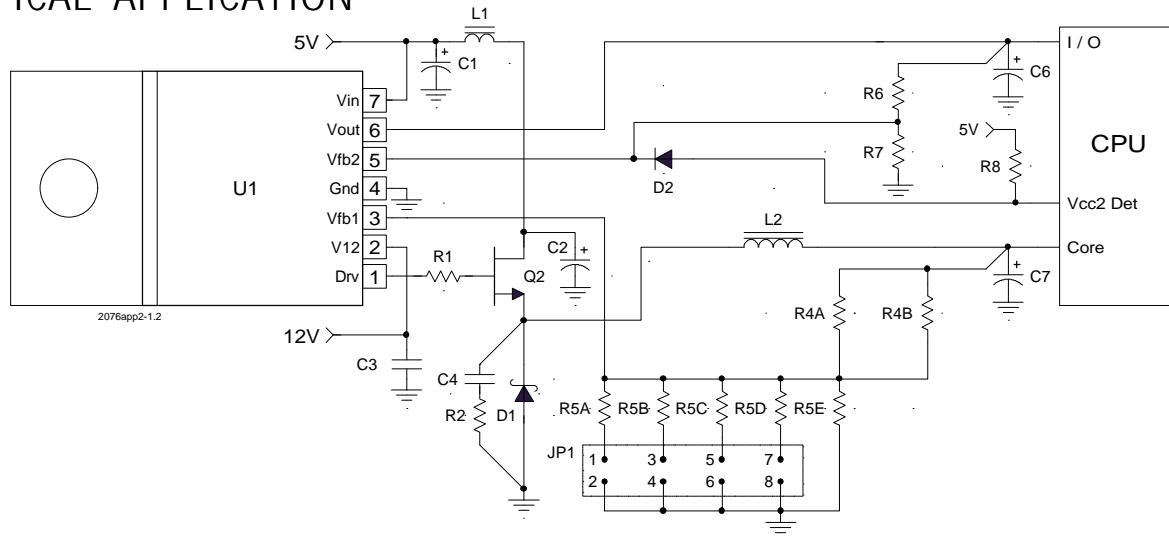 ICAL APPLICATION
L1
5V
C1
I / O
C6
Vin 7
Vout 6
Vfb2 5
Gnd 4
Vfb1 3
V12 2
Drv 1
U1
R6
R7
5V
R8
CPU
D2
Vcc2 Det
L2
Core
C7
R1
C2
Q2
2076app2-1.2
12V
C3
R4A
R4B
C4
R2
D1
R5A
R5B
R5C
R5D
R5E
JP1
1 3 5 7
2 4 6 8
+
+
+
+